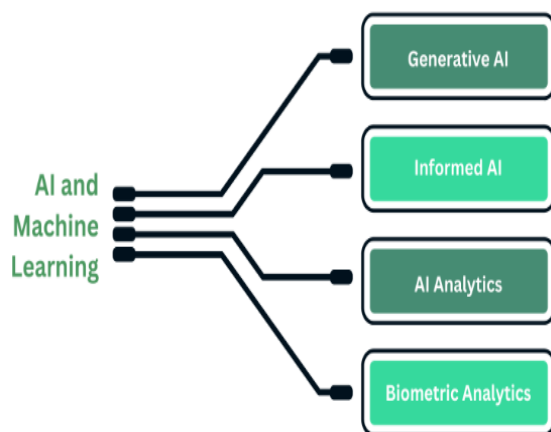 AI and
Machine
Learning
Generative AI
Informed AI
AI Analytics
Biometric Analytics